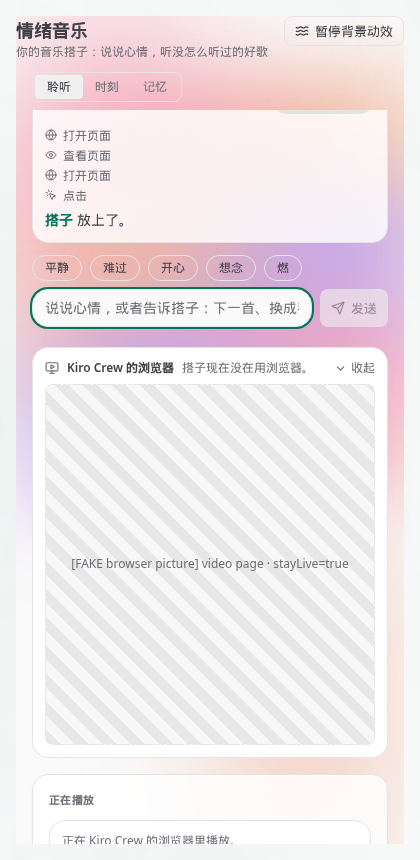 情绪音乐
暂停背景动效
你的音乐搭子：说说心情，听没怎么听过的好歌
聆听 时刻 记忆
打开页面
查看页面
打开页面
点击
搭子 放上了。
平静 难过 开心 想念 燃
说说心情，或者告诉搭子：下一首、换成
发送
Kiro Crew 的浏览器 搭子现在没在用浏览器。 收起
[FAKE browser picture] video page · stayLive=true
正在播放
正在 Kiro Crew 的浏览器里播放。